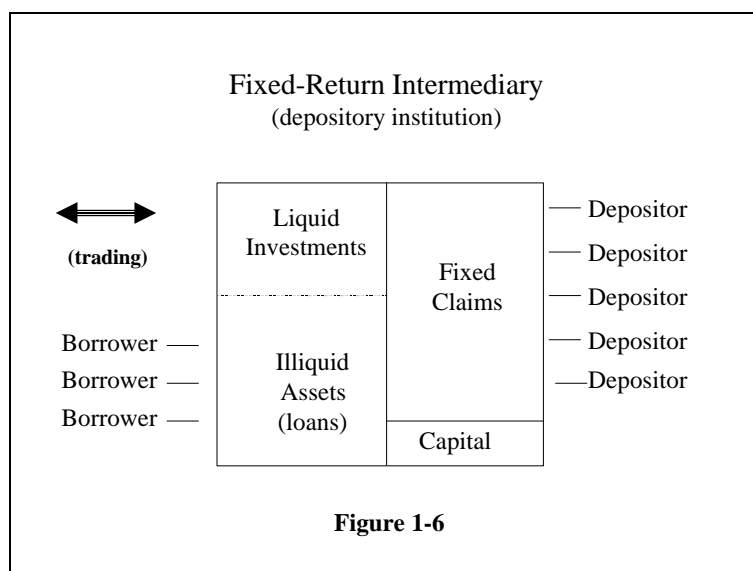 Fixed-Return Intermediary
(depository institution)
(trading)
Liquid
Investments
Illiquid
Assets
(loans)
Borrower
Borrower
Borrower
Fixed
Claims
Capital
Depositor
Depositor
Depositor
Depositor
Depositor
Figure 1-6